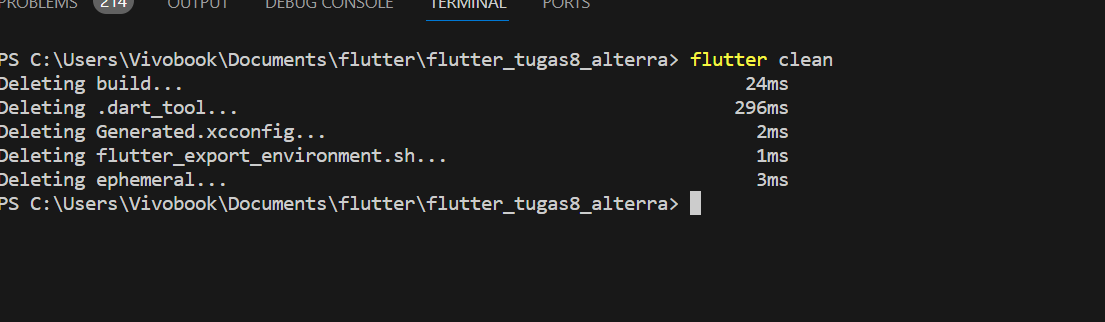 PROBLEMS 214 OUTPUT DEBUG CONSOLE TERMINAL PORTS
PS C:\Users\Vivobook\Documents\flutter\flutter_tugas8_alterra> flutter clean
Deleting build... 24ms
Deleting .dart_tool... 296ms
Deleting Generated.xcconfig... 2ms
Deleting flutter_export_environment.sh... 1ms
Deleting ephemeral... 3ms
PS C:\Users\Vivobook\Documents\flutter\flutter_tugas8_alterra>